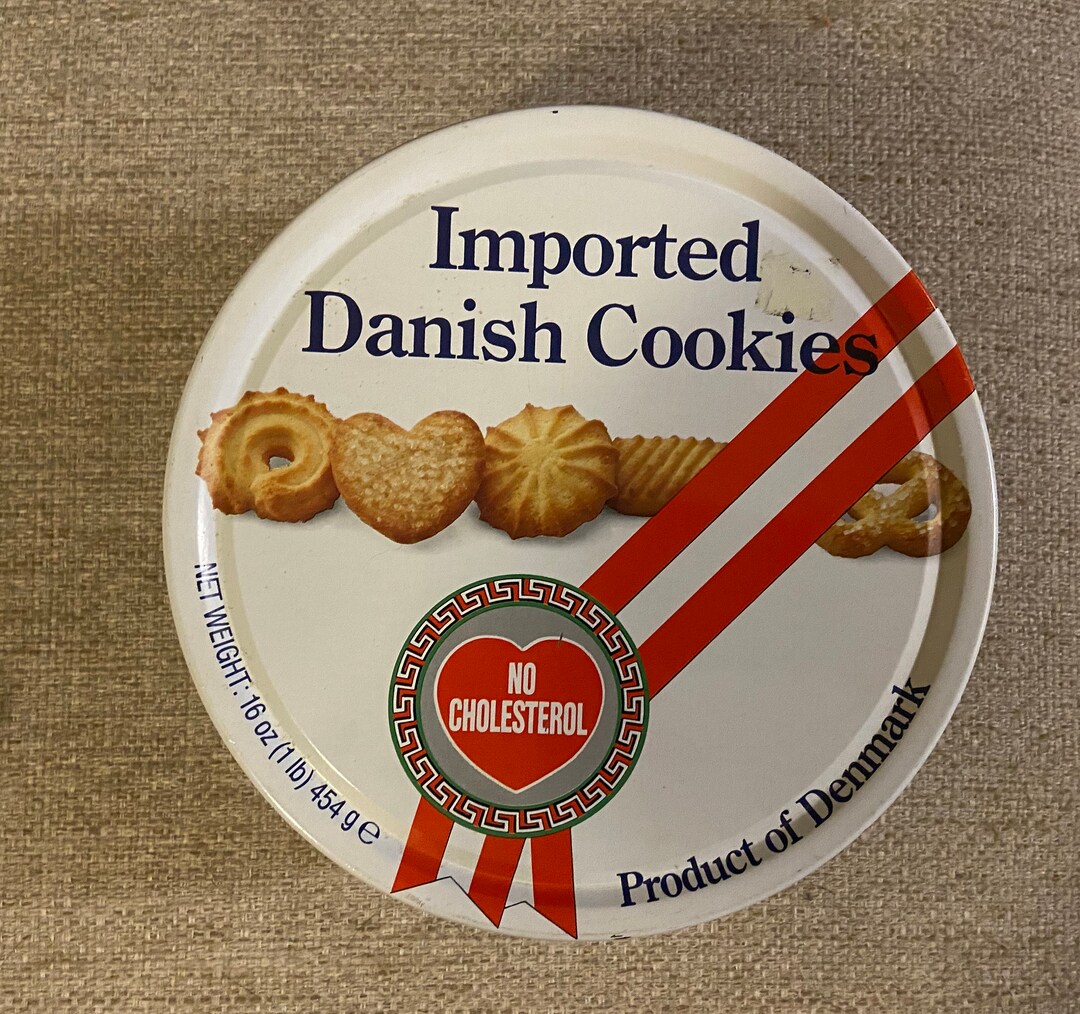 Imported
Danish Cookies
NO
CHOLESTEROL
NET WEIGHT: 16 oz (1 lb) 454 g ℮
Product of Denmark